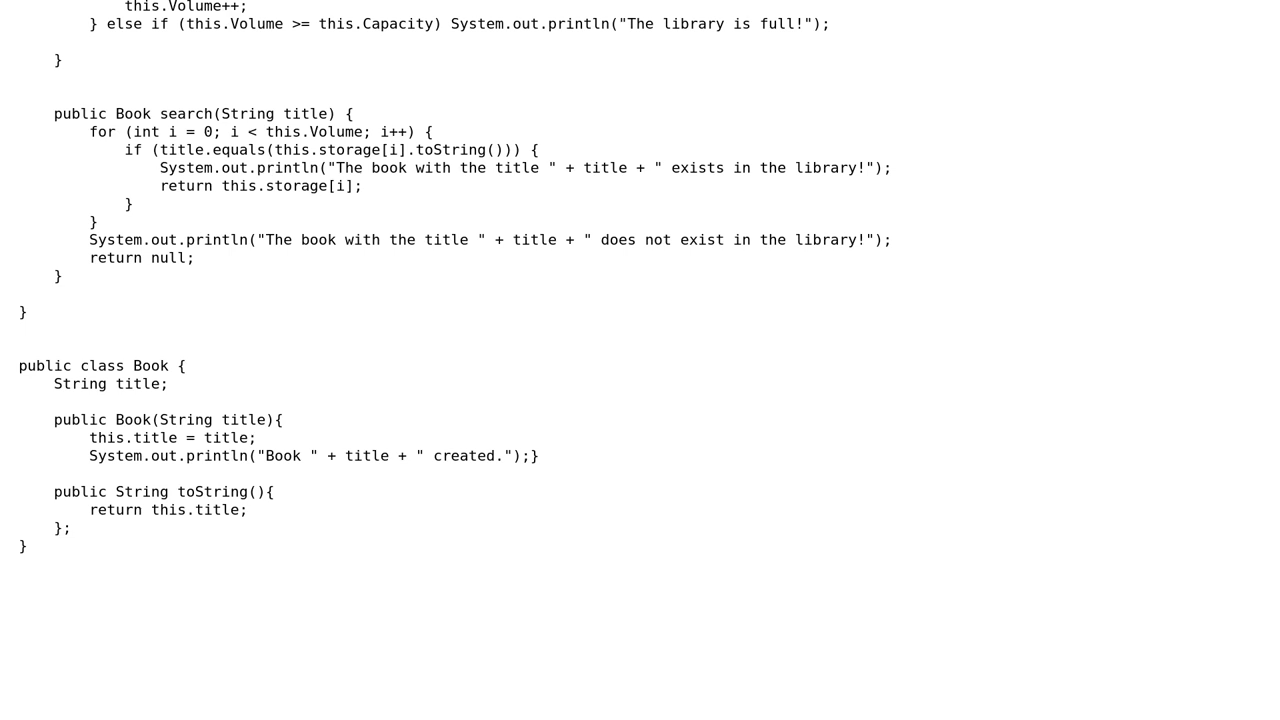 this.Volume++;
        } else if (this.Volume >= this.Capacity) System.out.println("The library is full!");

    }


    public Book search(String title) {
        for (int i = 0; i < this.Volume; i++) {
            if (title.equals(this.storage[i].toString())) {
                System.out.println("The book with the title " + title + " exists in the library!");
                return this.storage[i];
            }
        }
        System.out.println("The book with the title " + title + " does not exist in the library!");
        return null;
    }

}


public class Book {
    String title;

    public Book(String title){
        this.title = title;
        System.out.println("Book " + title + " created.");}

    public String toString(){
        return this.title;
    };
}